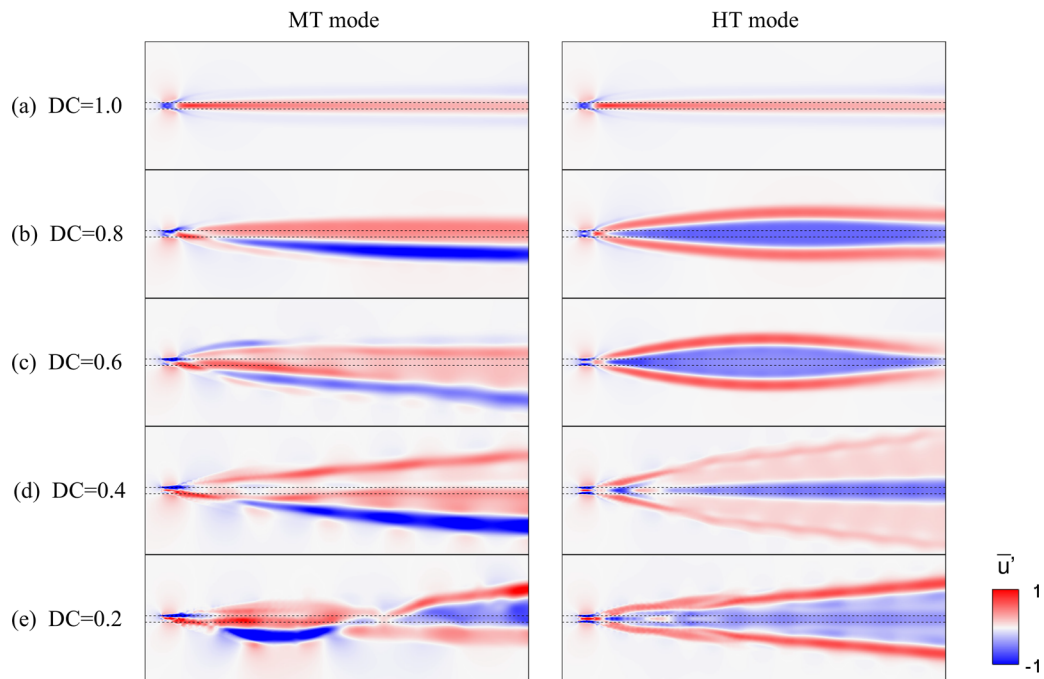 MT mode HT mode
(a) DC=1.0
(b) DC=0.8
(c) DC=0.6
(d) DC=0.4
(e) DC=0.2
u̅'
1
-1